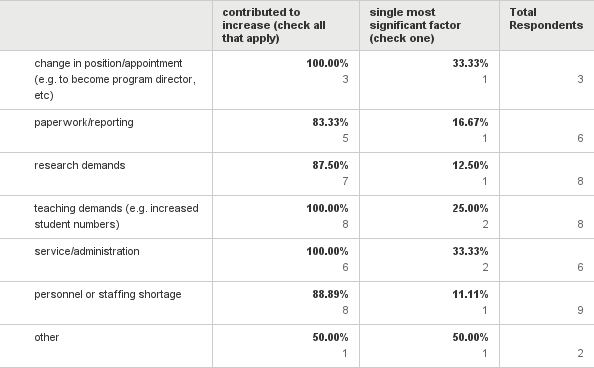 contributed to
increase (check all
that apply)
single most
significant factor
(check one)
Total
Respondents
change in position/appointment
(e.g. to become program director,
etc)
100.00%
3
33.33%
1
3
paperwork/reporting
83.33%
5
16.67%
1
6
research demands
87.50%
7
12.50%
1
8
teaching demands (e.g. increased
student numbers)
100.00%
8
25.00%
2
8
service/administration
100.00%
6
33.33%
2
6
personnel or staffing shortage
88.89%
8
11.11%
1
9
other
50.00%
1
50.00%
1
2